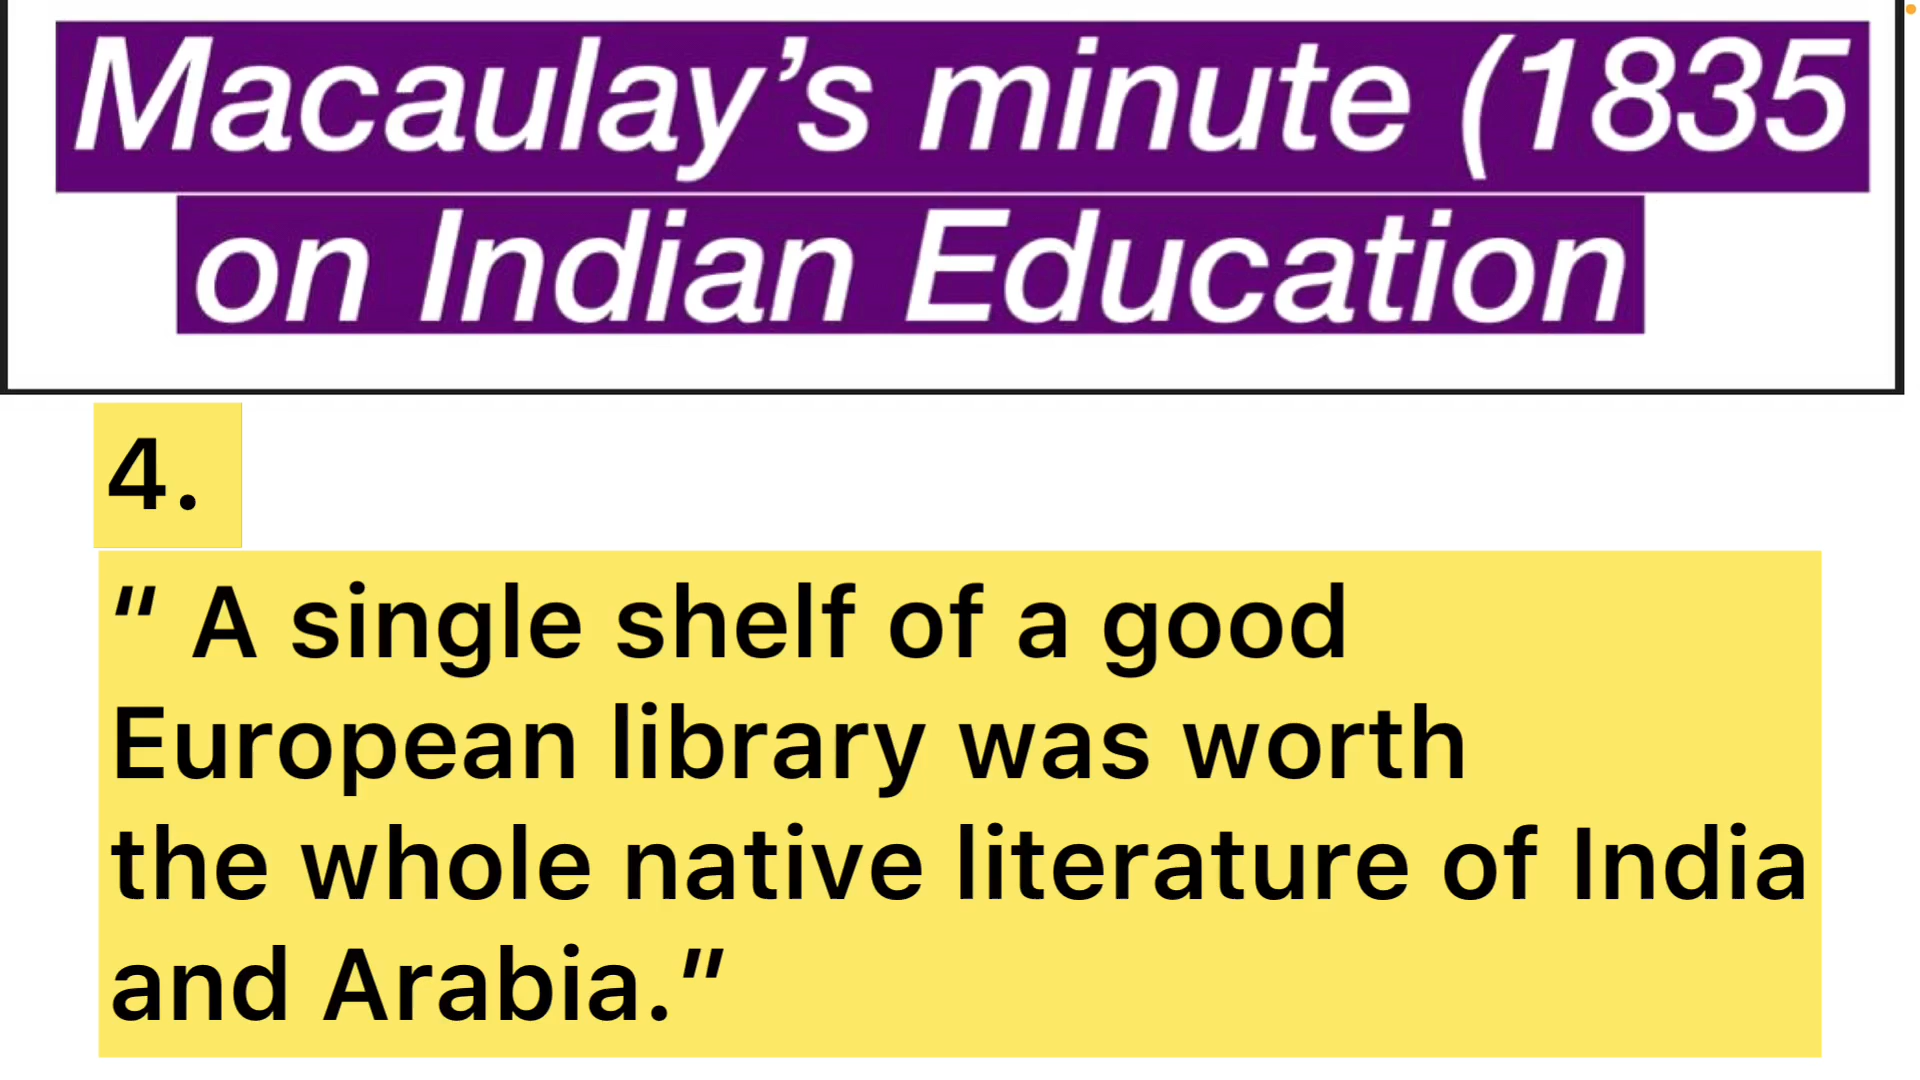 Macaulay’s minute (1835
on Indian Education
4.
“ A single shelf of a good
European library was worth
the whole native literature of India
and Arabia.”